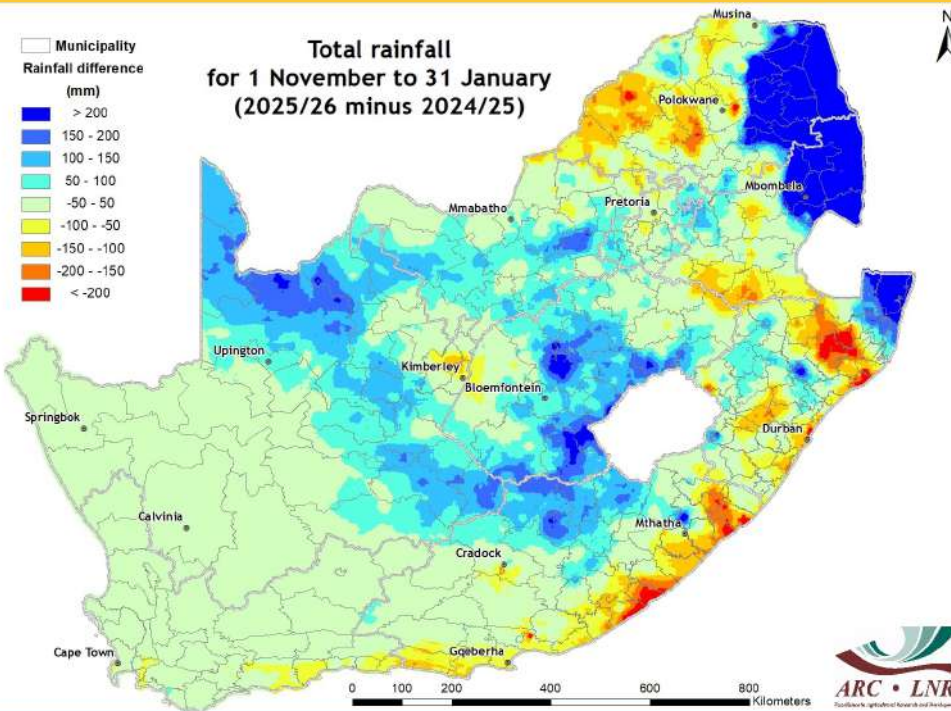 Total rainfall
for 1 November to 31 January
(2025/26 minus 2024/25)
Municipality
Rainfall difference
(mm)
> 200
150 - 200
100 - 150
50 - 100
-50 - 50
-100 - -50
-150 - -100
-200 - -150
< -200
N
Musina
Polokwane
Mbombela
Pretoria
Mmabatho
Upington
Kimberley
Bloemfontein
Springbok
Durban
Calvinia
Mthatha
Cradock
Cape Town
Gqeberha
0 100 200 400 600 800
Kilometers
ARC • LNR